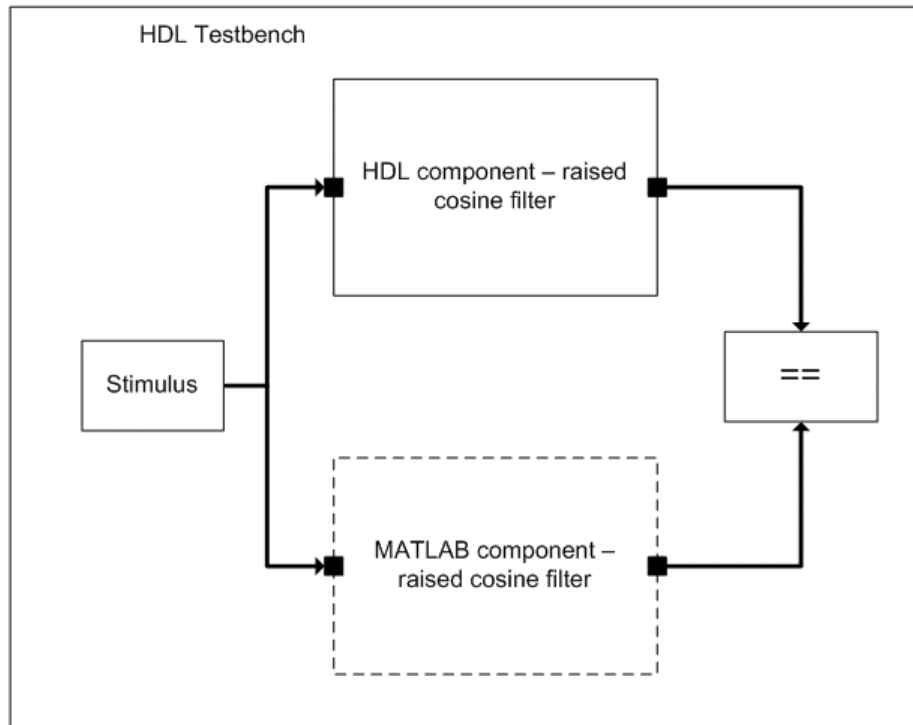 HDL Testbench
HDL component – raised
cosine filter
Stimulus
==
MATLAB component –
raised cosine filter